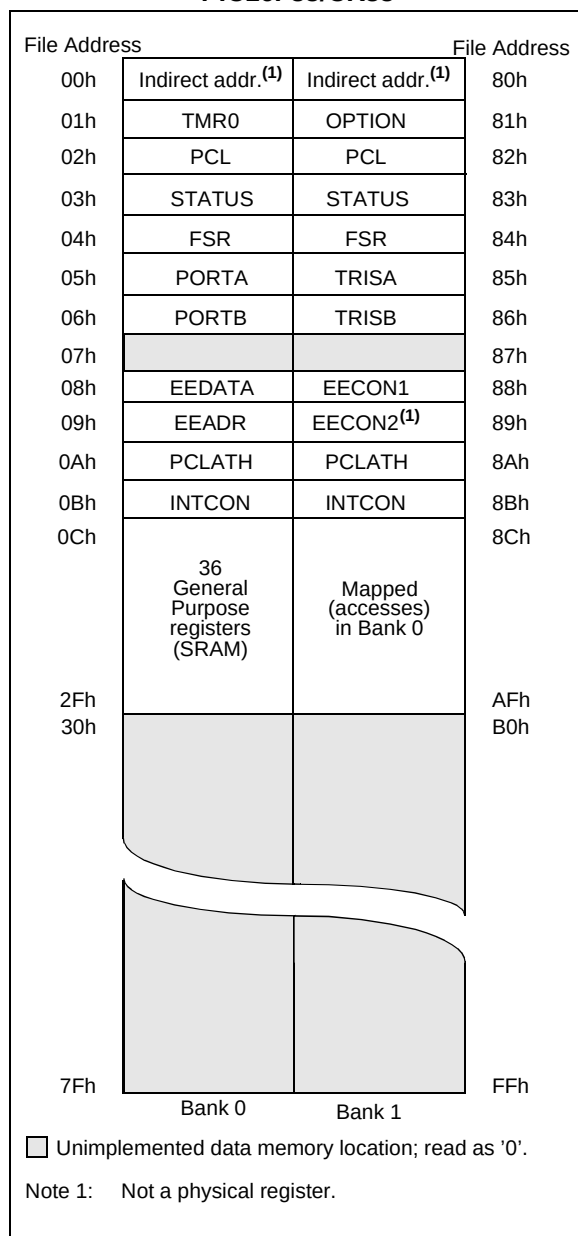 File Address File Address
00h Indirect addr.(1) Indirect addr.(1) 80h
01h TMR0 OPTION 81h
02h PCL PCL 82h
03h STATUS STATUS 83h
04h FSR FSR 84h
05h PORTA TRISA 85h
06h PORTB TRISB 86h
07h 87h
08h EEDATA EECON1 88h
09h EEADR EECON2(1) 89h
0Ah PCLATH PCLATH 8Ah
0Bh INTCON INTCON 8Bh
0Ch 8Ch
36
General
Purpose
registers
(SRAM)
Mapped
(accesses)
in Bank 0
2Fh AFh
30h B0h
7Fh FFh
Bank 0 Bank 1
Unimplemented data memory location; read as '0'.
Note 1: Not a physical register.